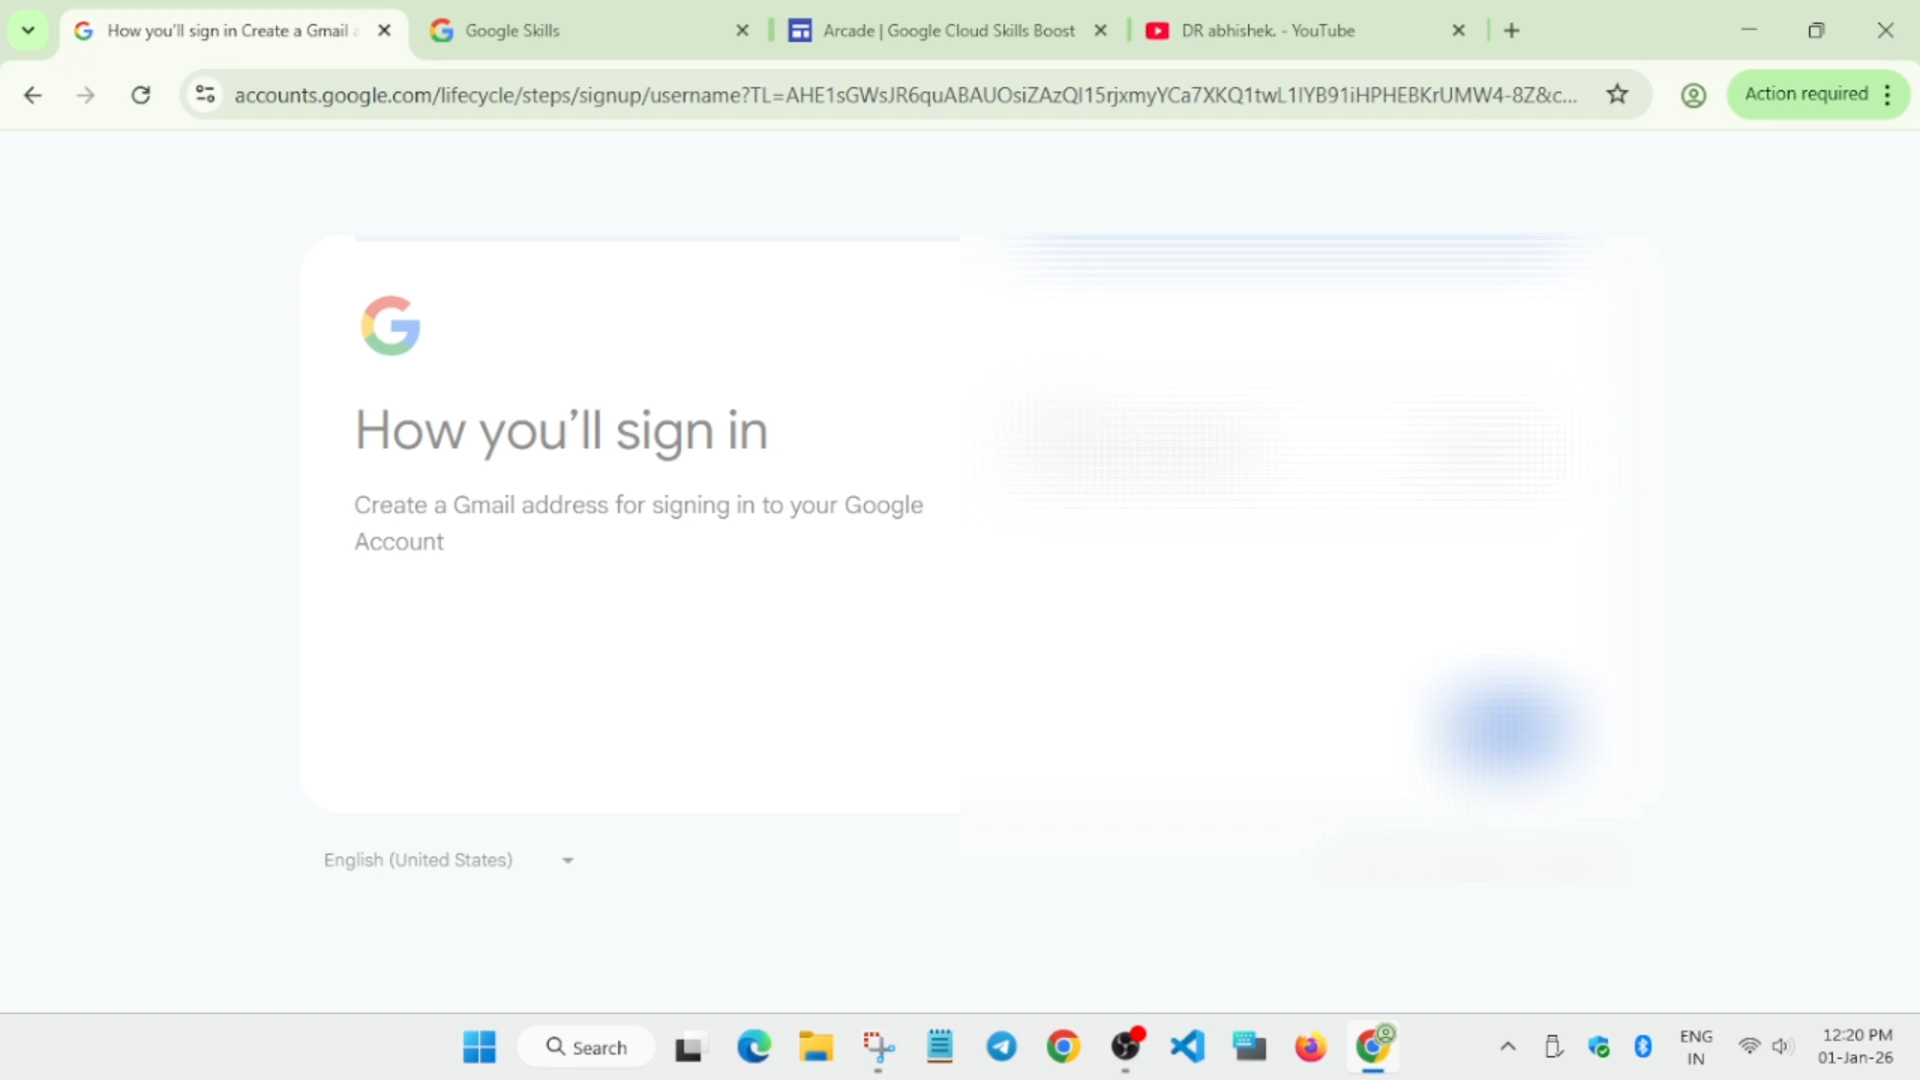 How you'll sign in Create a Gmail a
Google Skills
Arcade | Google Cloud Skills Boost
DR abhishek. - YouTube
accounts.google.com/lifecycle/steps/signup/username?TL=AHE1sGWsJR6quABAUOsiZAzQI15rjxmyYCa7XKQ1twL1IYB91iHPHEBKrUMW4-8Z&c...
Action required
How you’ll sign in
Create a Gmail address for signing in to your Google
Account
English (United States)
Search
ENG
IN
12:20 PM
01-Jan-26